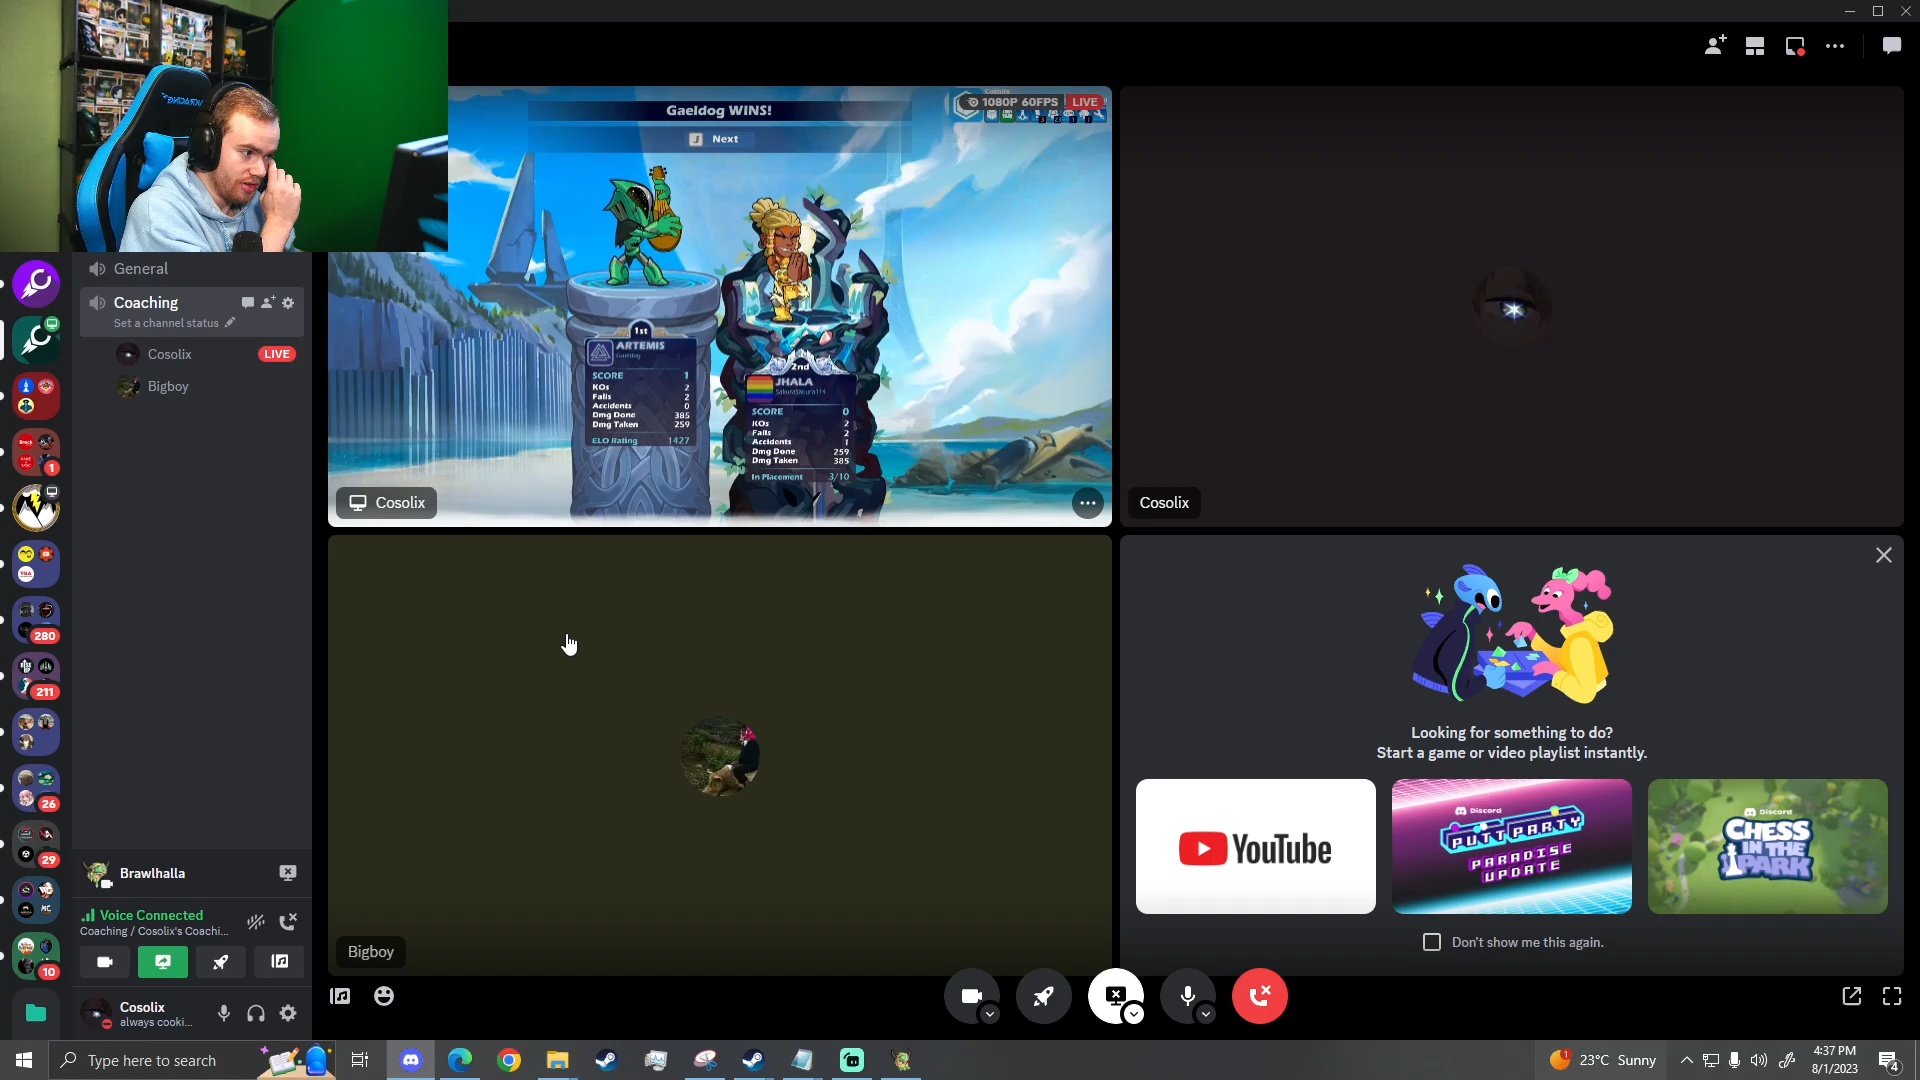 Gaeldog WINS!
J Next
1080P 60FPS LIVE
1st
ARTEMIS
Gaeldog
SCORE 1
KOs 2
Falls 2
Accidents 0
Dmg Done 385
Dmg Taken 259
ELO Rating 1427
2nd
JHALA
SakuraSakura114
SCORE 0
KOs 2
Falls 2
Accidents 1
Dmg Done 259
Dmg Taken 385
In Placement 3/10
Cosolix
Cosolix
General
Coaching
Set a channel status
Cosolix LIVE
Bigboy
1
280
211
26
29
10
Bigboy
Looking for something to do?
Start a game or video playlist instantly.
YouTube
Discord
PUTT PARTY
PARADISE
UPDATE
Discord
CHESS
IN THE
PARK
Don't show me this again.
Brawlhalla
Voice Connected
Coaching / Cosolix's Coachi...
Cosolix
always cooki...
Type here to search
23°C Sunny
4:37 PM
8/1/2023
4